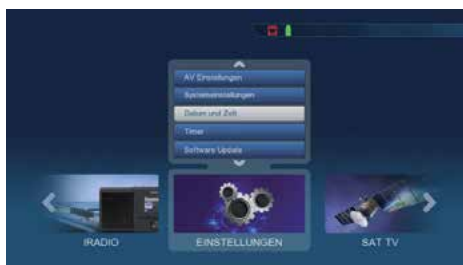 AV Einstellungen
Systemeinstellungen
Datum und Zeit
Timer
Software Update
IRADIO
EINSTELLUNGEN
SAT TV